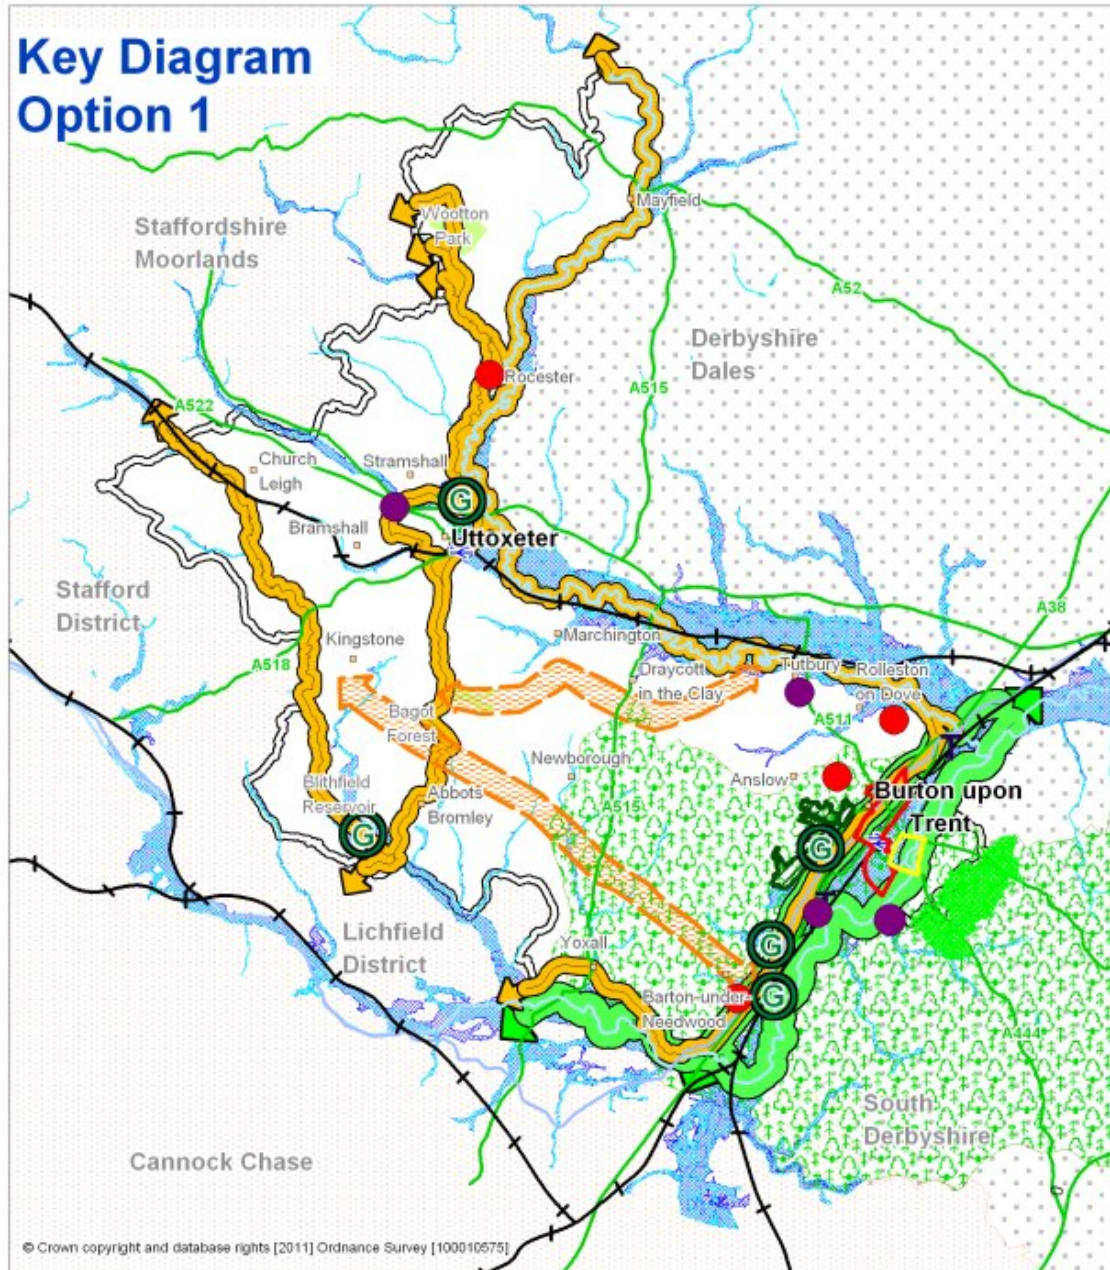 Key Diagram
Option 1
Staffordshire
Moorlands
Wootton
Park
Mayfield
A52
Derbyshire
Dales
A515
Rocester
A522
Church
Leigh
Stramshall
G
Bramshall
Uttoxeter
Stafford
District
A38
Kingstone
Marchington
A518
Draycott
in the Clay
Tutbury
Rolleston
on Dove
A511
Bagot
Forest
Newborough
Anslow
Burton upon
Trent
Blithfield
Reservoir
Abbots
Bromley
A515
G
G
Lichfield
District
Yoxall
G
Barton-under-
Needwood
G
A444
South
Derbyshire
Cannock Chase
© Crown copyright and database rights [2011] Ordnance Survey [100010575]